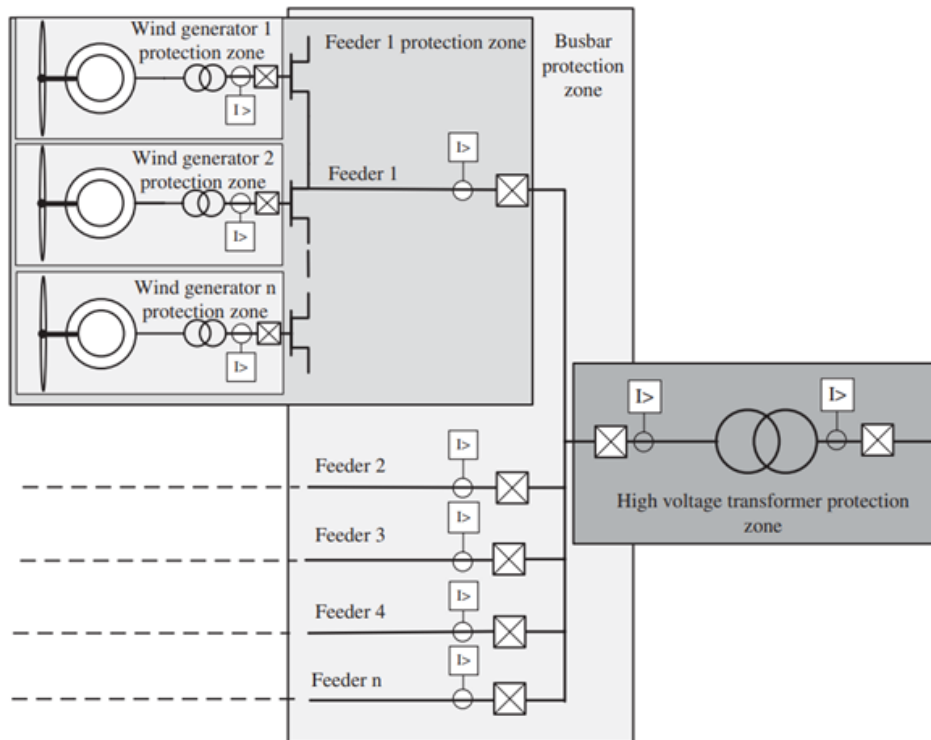 Wind generator 1
protection zone
I>
Feeder 1 protection zone
Busbar
protection
zone
I>
Wind generator 2
protection zone
I>
Feeder 1
Wind generator n
protection zone
I>
I>
I>
High voltage transformer protection
zone
Feeder 2
I>
Feeder 3
I>
Feeder 4
I>
Feeder n
I>